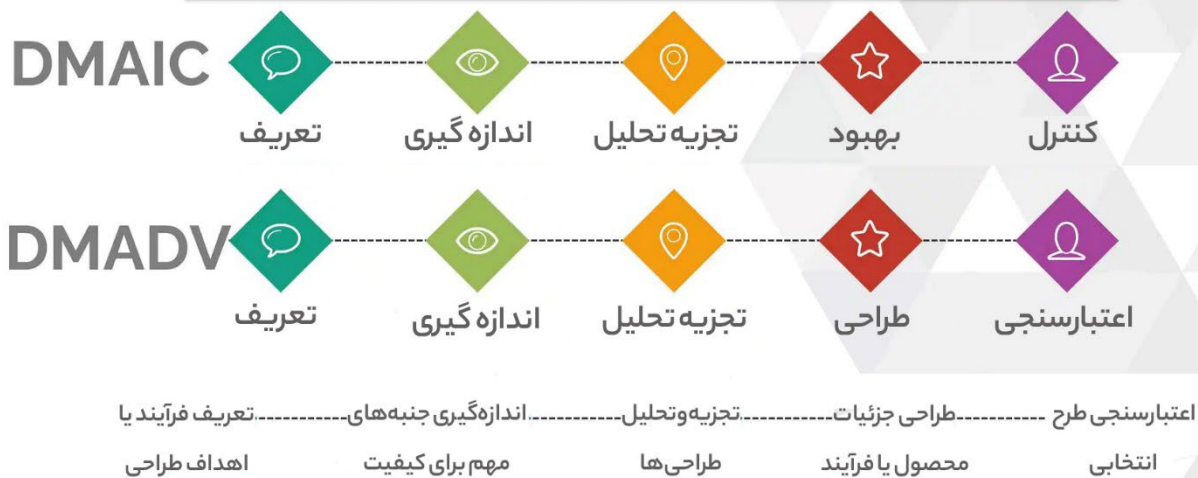 DMAIC
تعریف
اندازه گیری
تجزیه تحلیل
بهبود
کنترل
DMADV
تعریف
اندازه گیری
تجزیه تحلیل
طراحی
اعتبارسنجی
تعریف فرآیند یا
اهداف طراحی
اندازه‌گیری جنبه‌های
مهم برای کیفیت
تجزیه‌وتحلیل
طراحی‌ها
طراحی جزئیات
محصول یا فرآیند
اعتبارسنجی طرح
انتخابی